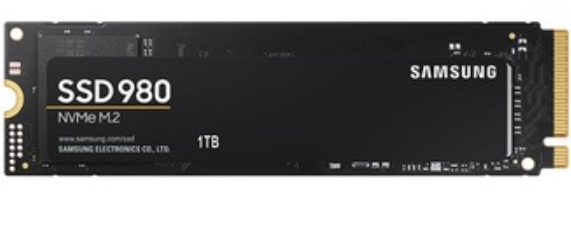 SAMSUNG
SSD 980
NVMe M.2
www.samsung.com/ssd
SAMSUNG ELECTRONICS CO., LTD.
1TB